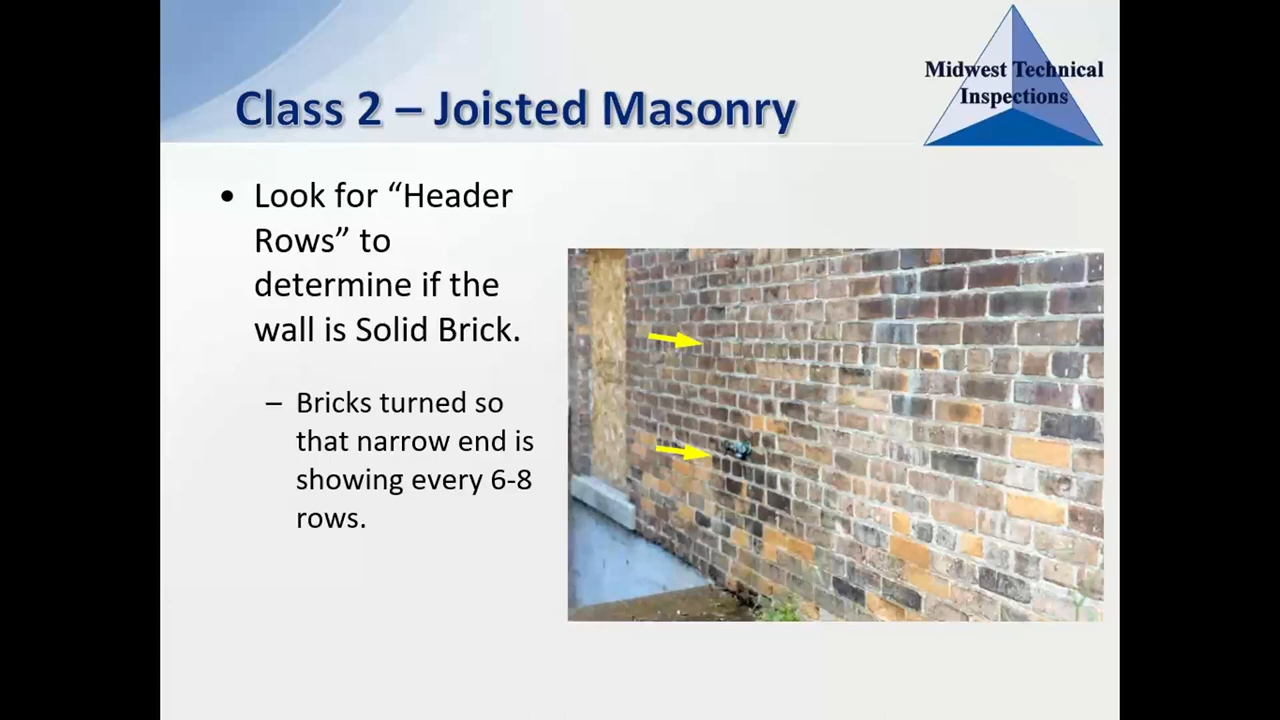 Midwest Technical
Inspections
Class 2 – Joisted Masonry
• Look for “Header
Rows” to
determine if the
wall is Solid Brick.
– Bricks turned so
that narrow end is
showing every 6-8
rows.